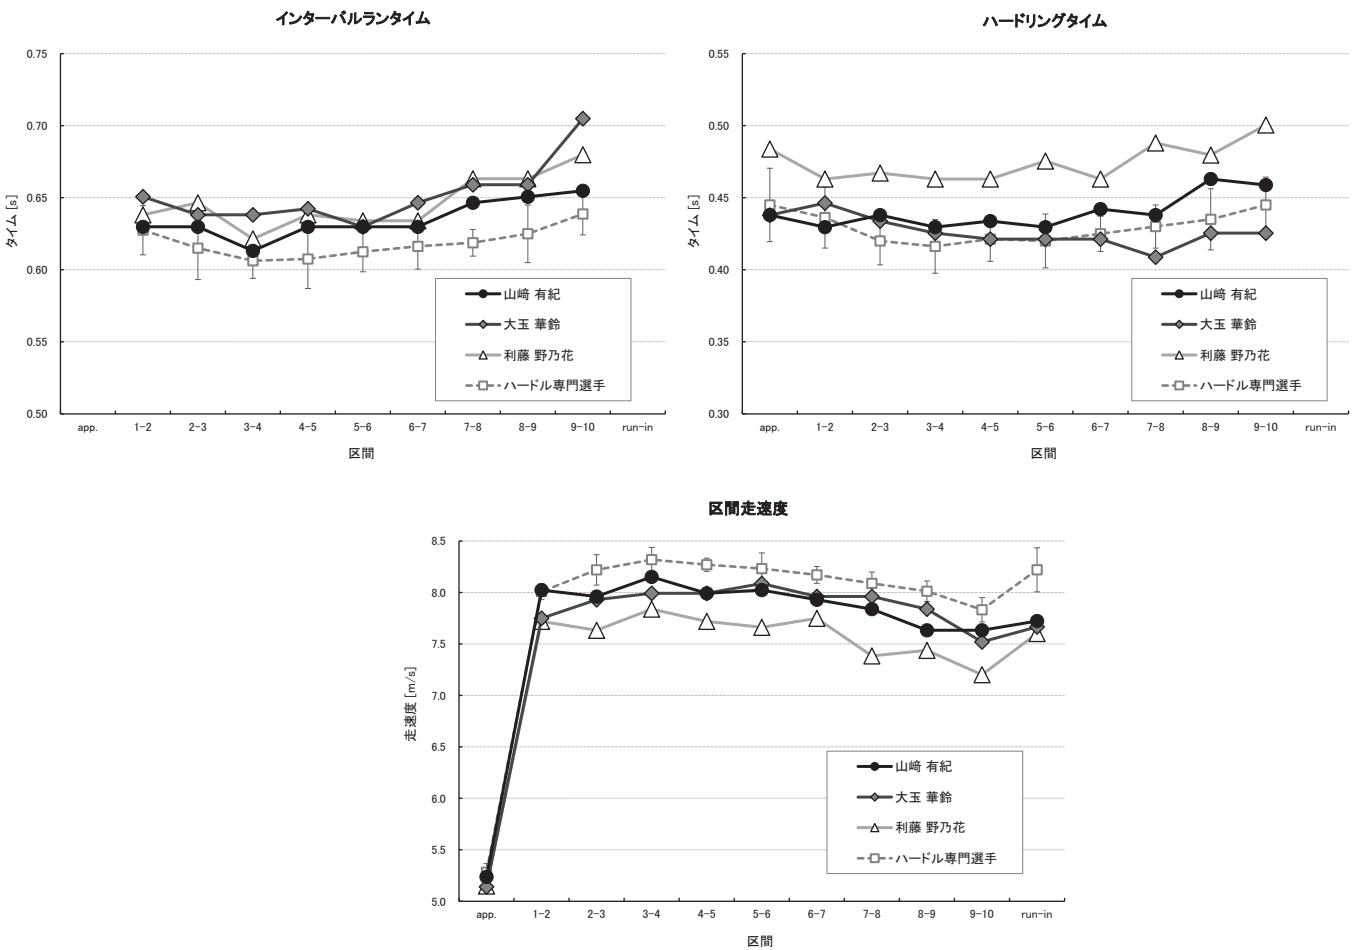 インターバルランタイム
0.75
0.70
0.65
0.60
0.55
0.50
タイム [s]
app. 1-2 2-3 3-4 4-5 5-6 6-7 7-8 8-9 9-10 run-in
区間
山﨑 有紀
大玉 華鈴
利藤 野乃花
ハードル専門選手
ハードリングタイム
0.55
0.50
0.45
0.40
0.35
0.30
タイム [s]
app. 1-2 2-3 3-4 4-5 5-6 6-7 7-8 8-9 9-10 run-in
区間
山﨑 有紀
大玉 華鈴
利藤 野乃花
ハードル専門選手
区間走速度
8.5
8.0
7.5
7.0
6.5
6.0
5.5
5.0
走速度 [m/s]
app. 1-2 2-3 3-4 4-5 5-6 6-7 7-8 8-9 9-10 run-in
区間
山﨑 有紀
大玉 華鈴
利藤 野乃花
ハードル専門選手